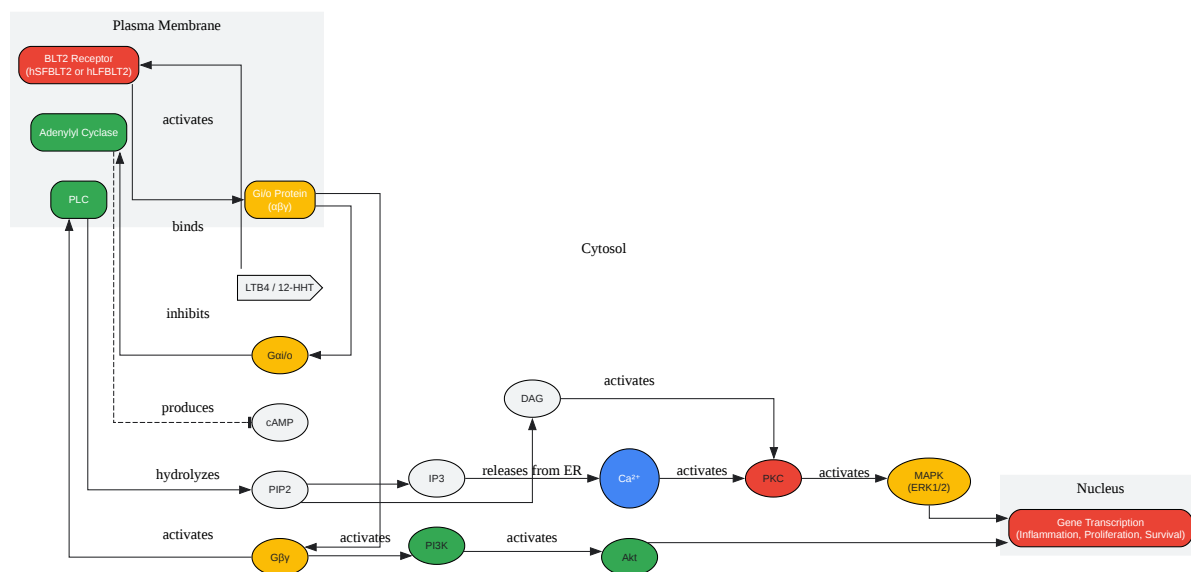 Plasma Membrane
BLT2 Receptor
(hSFBLT2 or hLFBLT2)
activates
Adenylyl Cyclase
PLC
Gi/o Protein
(αβγ)
binds
Cytosol
LTB4 / 12-HHT
inhibits
Gαi/o
activates
DAG
produces
cAMP
hydrolyzes
PIP2
IP3
releases from ER
Ca²⁺
activates
PKC
activates
MAPK
(ERK1/2)
Nucleus
Gene Transcription
(Inflammation, Proliferation, Survival)
activates
Gβγ
activates
PI3K
activates
Akt